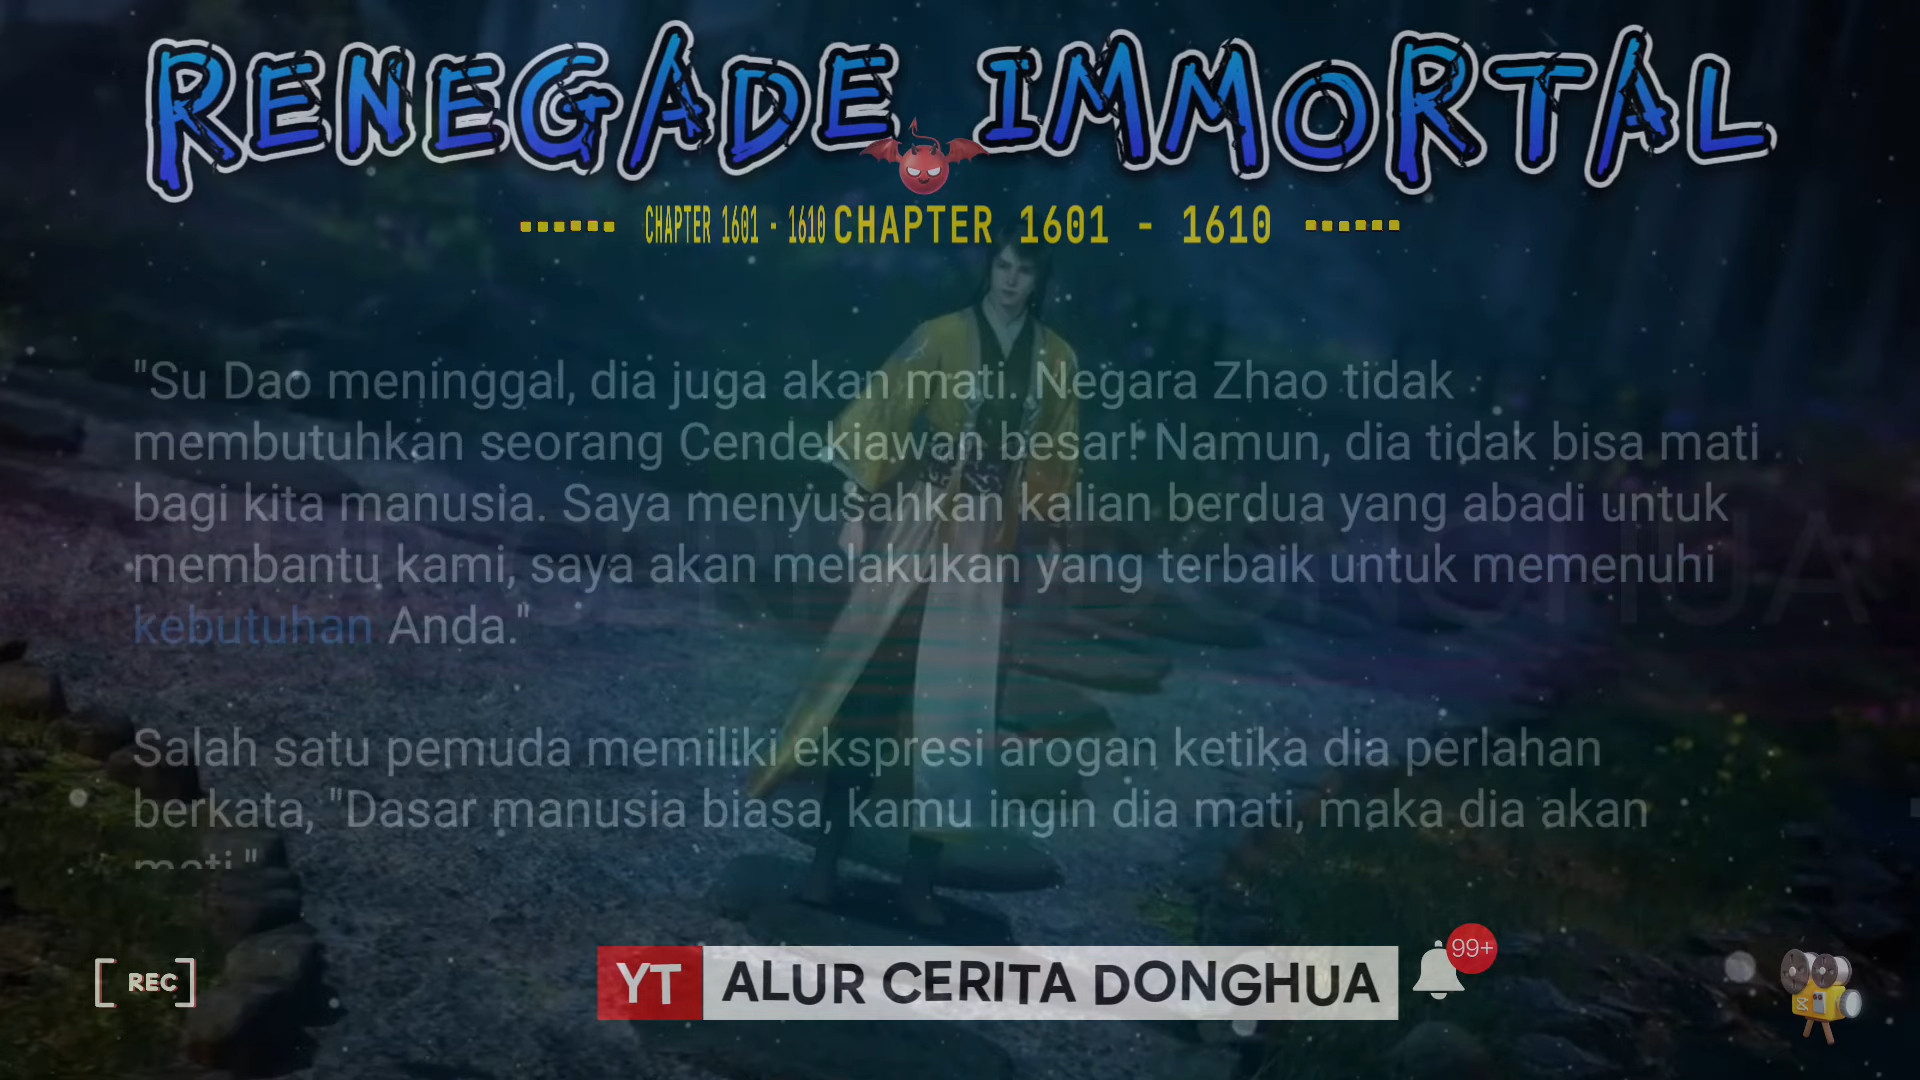 RENEGADE IMMORTAL
CHAPTER 1601 - 1610 CHAPTER 1601 - 1610
"Su Dao meninggal, dia juga akan mati. Negara Zhao tidak
membutuhkan seorang Cendekiawan besar! Namun, dia tidak bisa mati
bagi kita manusia. Saya menyusahkan kalian berdua yang abadi untuk
membantu kami, saya akan melakukan yang terbaik untuk memenuhi
kebutuhan Anda."
Salah satu pemuda memiliki ekspresi arogan ketika dia perlahan
berkata, "Dasar manusia biasa, kamu ingin dia mati, maka dia akan
mati."
REC
YT ALUR CERITA DONGHUA
99+